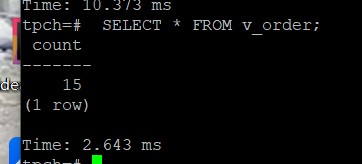 Time: 10.373 ms
tpch=#  SELECT * FROM v_order;
 count
-------
    15
(1 row)

Time: 2.643 ms
tpch=#